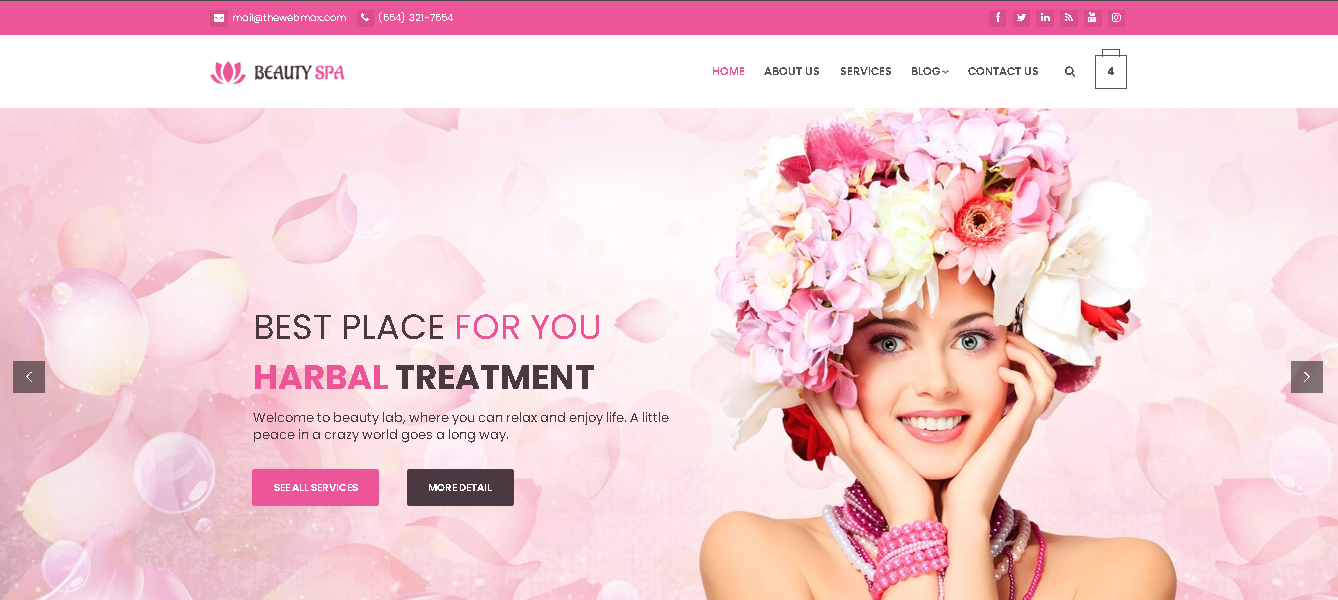 mail@thewebmax.com (654) 321-7654
BEAUTY SPA
HOME ABOUT US SERVICES BLOG CONTACT US 4
BEST PLACE FOR YOU
HARBAL TREATMENT
Welcome to beauty lab, where you can relax and enjoy life. A little
peace in a crazy world goes a long way.
SEE ALL SERVICES MORE DETAIL